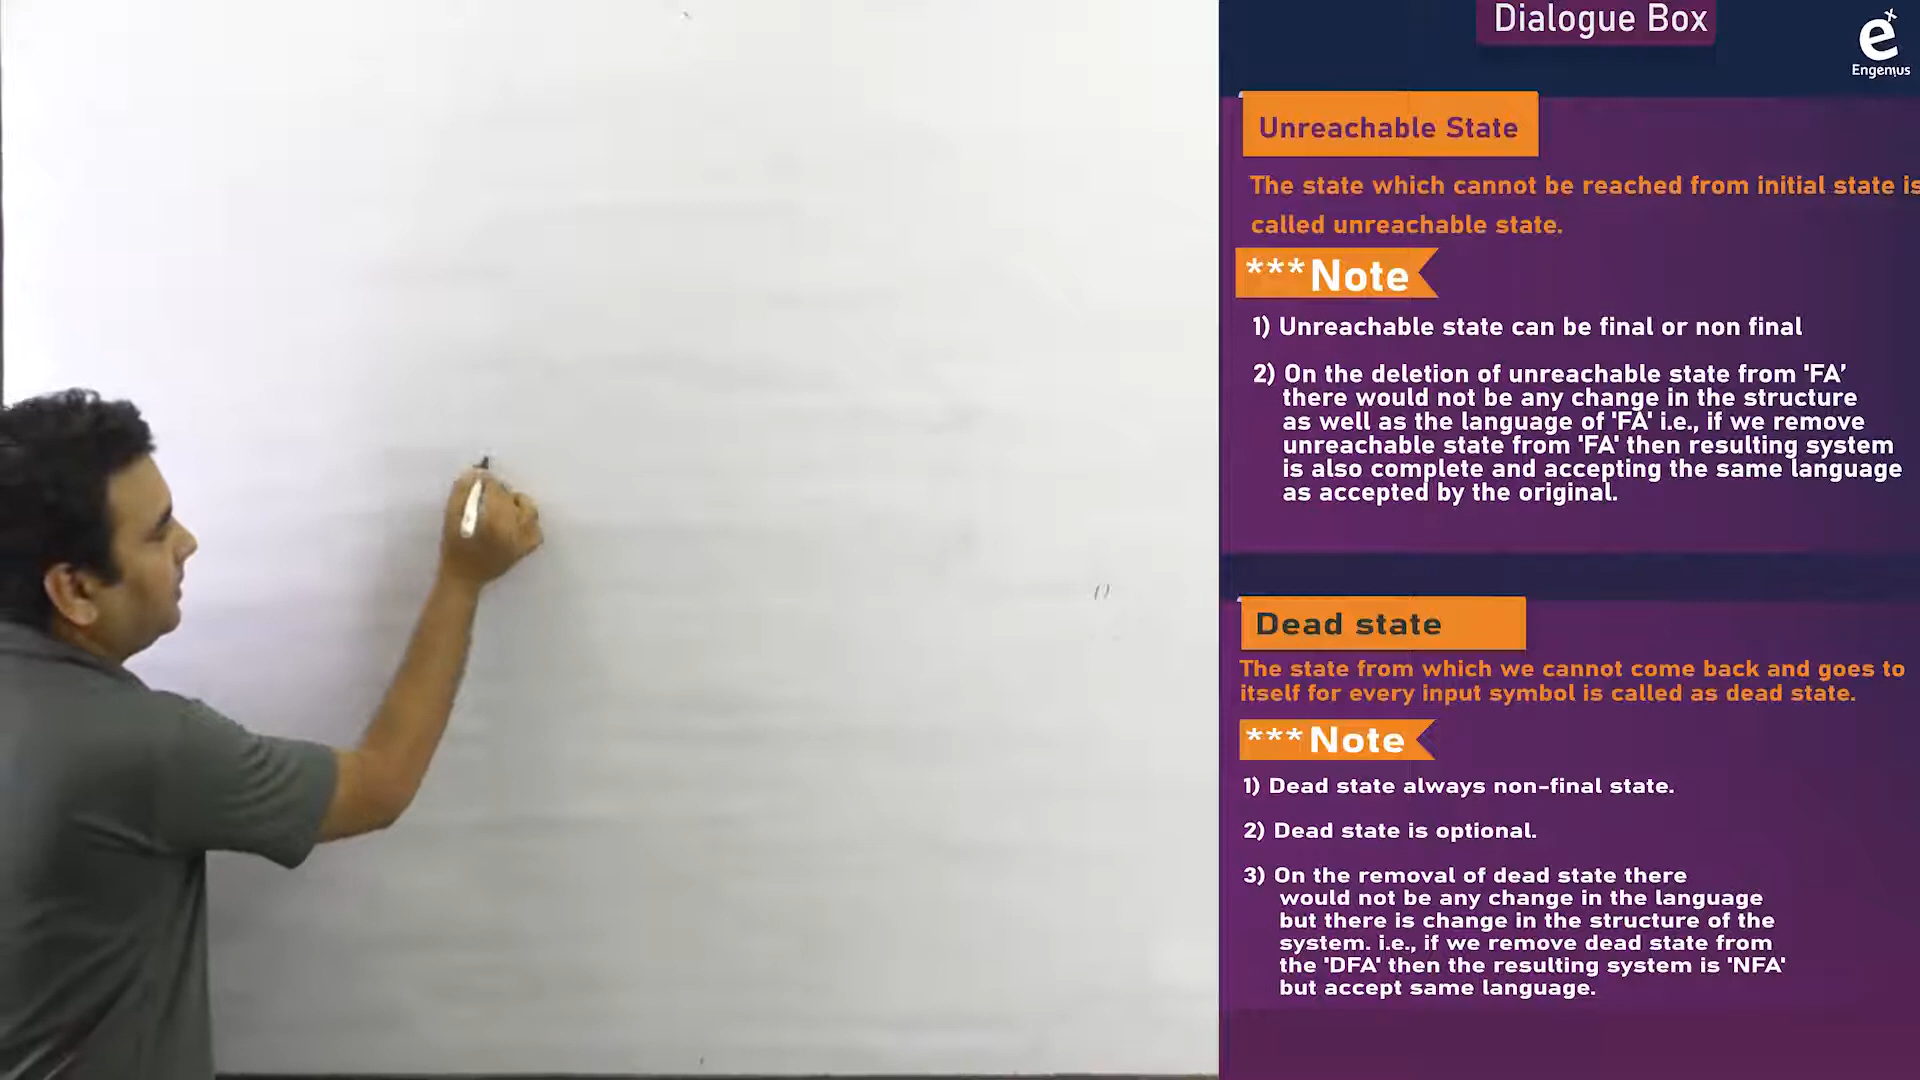 Dialogue Box
Engenius
Unreachable State
The state which cannot be reached from initial state is
called unreachable state.
***Note
1) Unreachable state can be final or non final
2) On the deletion of unreachable state from 'FA'
there would not be any change in the structure
as well as the language of 'FA' i.e., if we remove
unreachable state from 'FA' then resulting system
is also complete and accepting the same language
as accepted by the original.
Dead state
The state from which we cannot come back and goes to
itself for every input symbol is called as dead state.
***Note
1) Dead state always non-final state.
2) Dead state is optional.
3) On the removal of dead state there
would not be any change in the language
but there is change in the structure of the
system. i.e., if we remove dead state from
the 'DFA' then the resulting system is 'NFA'
but accept same language.